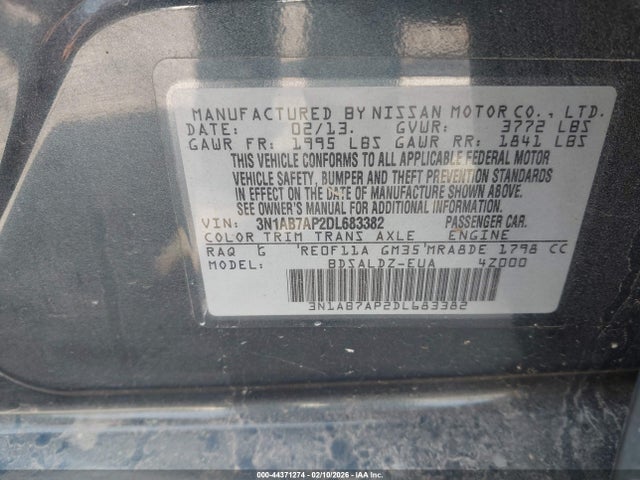 MANUFACTURED BY NISSAN MOTOR CO., LTD.
DATE: 02/13. GVWR: 3772 LBS
GAWR FR: 1995 LBS GAWR RR: 1841 LBS
THIS VEHICLE CONFORMS TO ALL APPLICABLE FEDERAL MOTOR
VEHICLE SAFETY, BUMPER AND THEFT PREVENTION STANDARDS
IN EFFECT ON THE DATE OF MANUFACTURE SHOWN ABOVE.
SEE OWNER'S MANUAL FOR ADDITIONAL INFORMATION.
VIN: 3N1AB7AP2DL683382 PASSENGER CAR.
COLOR TRIM TRANS AXLE ENGINE
RAQ G 'RE0F11A GM35'MRA8DE 1798 CC
MODEL: BDSALDZ-EUA 4Z000
3N1AB7AP2DL683382
000-44371274 | 02/10/2026 - COPART/IAA